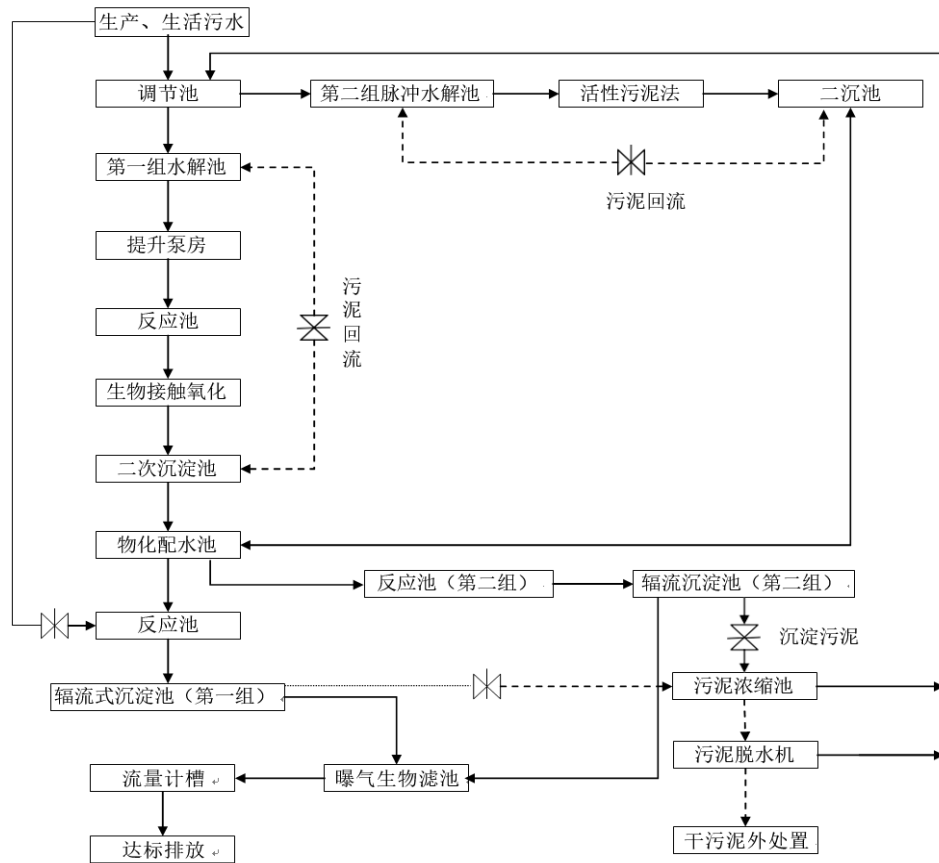 生产、生活污水
调节池
第二组脉冲水解池
活性污泥法
二沉池
第一组水解池
污泥回流
提升泵房
污泥回流
反应池
生物接触氧化
二次沉淀池
物化配水池
反应池（第二组）
辐流沉淀池（第二组）
反应池
沉淀污泥
辐流式沉淀池（第一组）
污泥浓缩池
污泥脱水机
流量计槽
曝气生物滤池
达标排放
干污泥外处置